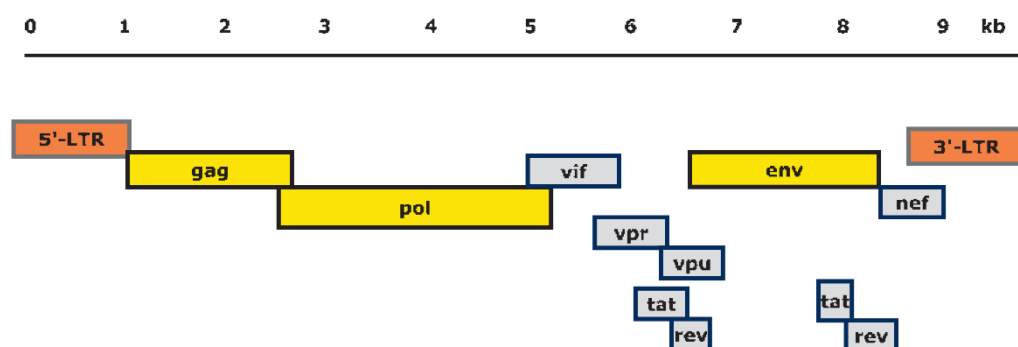 0 1 2 3 4 5 6 7 8 9 kb
5'-LTR
3'-LTR
gag
vif
env
pol
nef
vpr
vpu
tat
tat
rev
rev